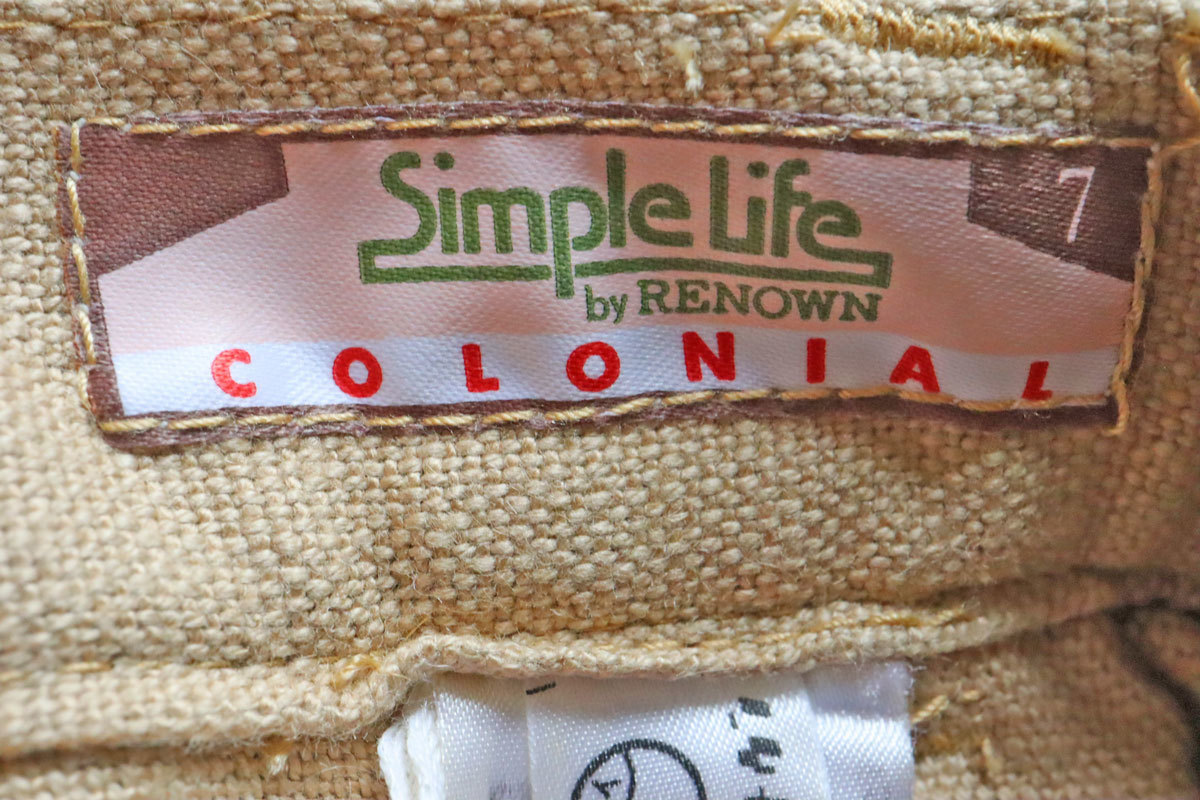 Simple Life
7
by RENOWN
COLONIAL